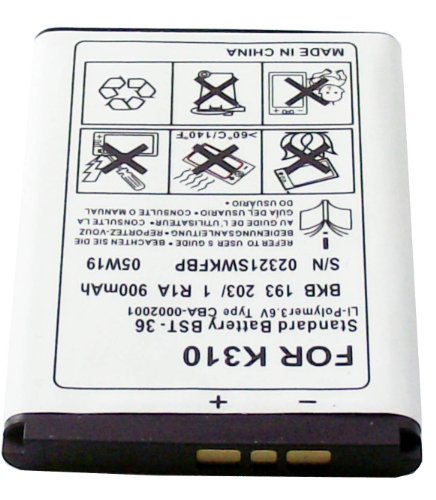 − +
FOR K310
Standard Battery BST-36
Li-Polymer3.6V Type CBA-0002001
BKB 193 203/ 1 R1A 900mAh
S/N 02321SWKFBP 05W19
REFER TO USER S GUIDE • BEACHTEN SIE DIE
BEDIENUNGSANLEITUNG • REPORTEZ-VOUZ
AU GUIDE DE L'UTILISATEUR • CONSULTE LA
GUÍA DEL USUARIO • CONSULTE O MANUAL
DO USUARIO
>60°C/140°F
MADE IN CHINA